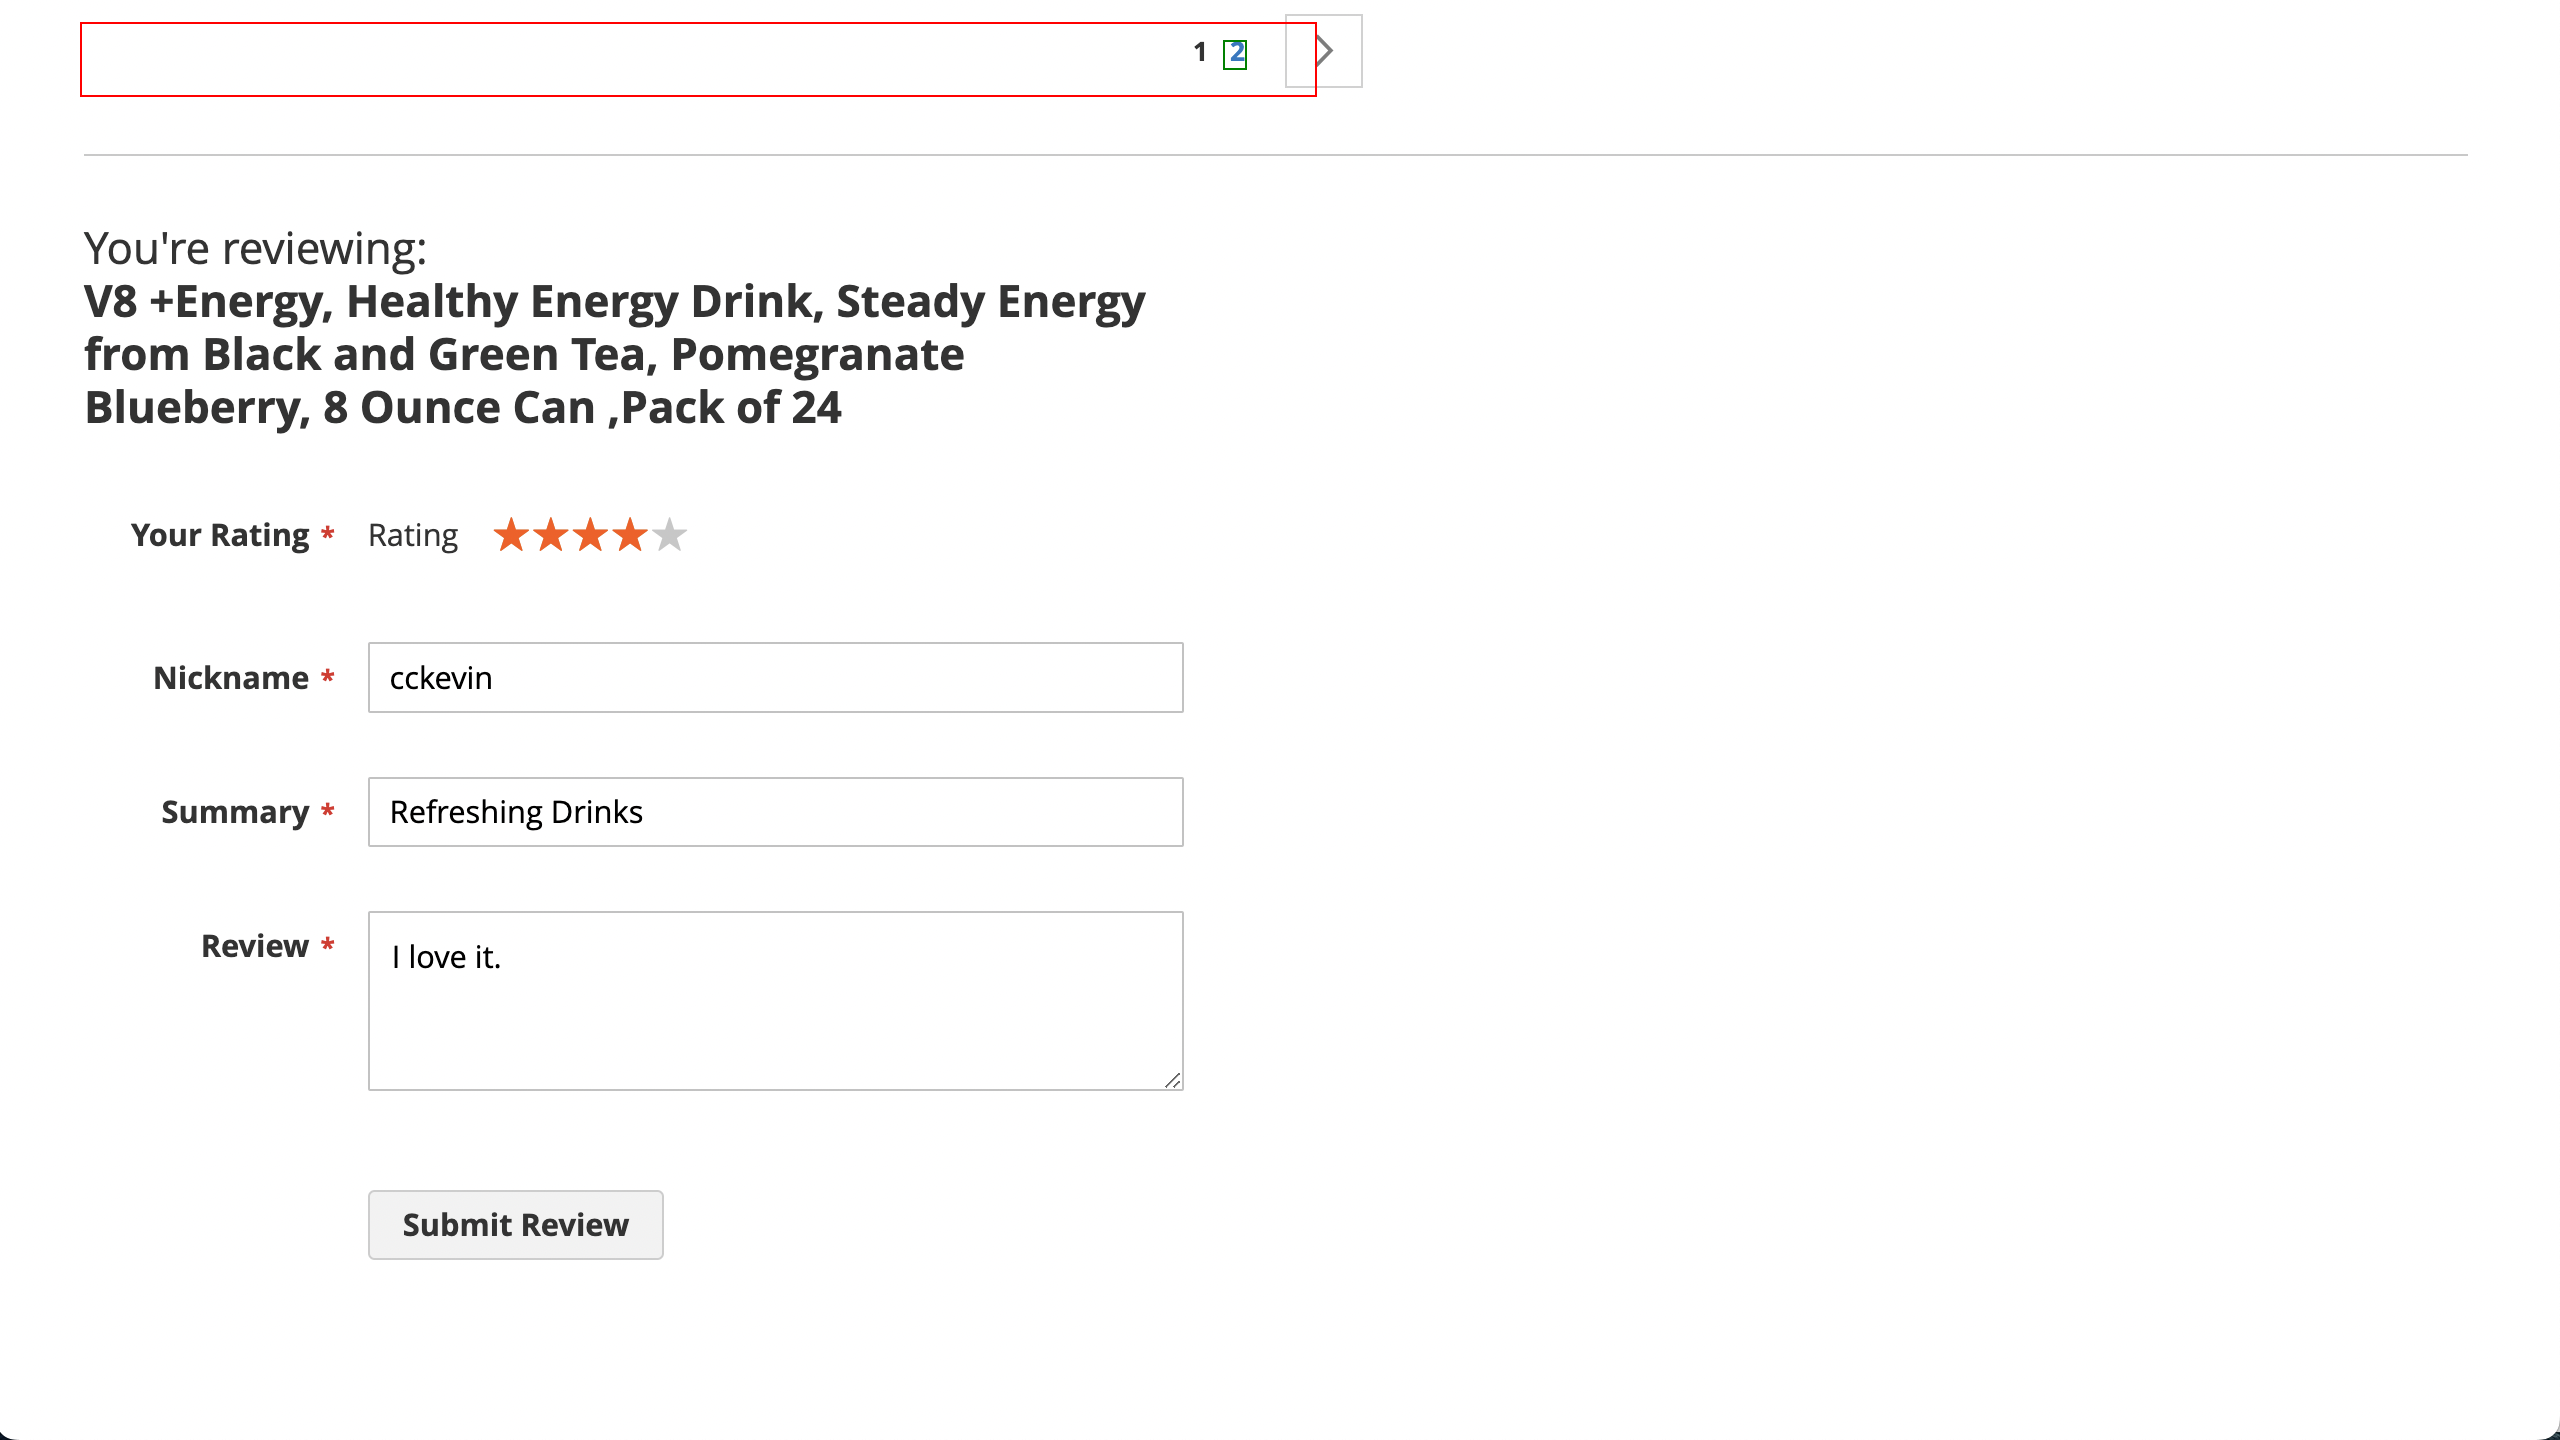 1 2
You're reviewing:
V8 +Energy, Healthy Energy Drink, Steady Energy
from Black and Green Tea, Pomegranate
Blueberry, 8 Ounce Can ,Pack of 24
Your Rating * Rating
Nickname * cckevin
Summary * Refreshing Drinks
Review * I love it.
Submit Review